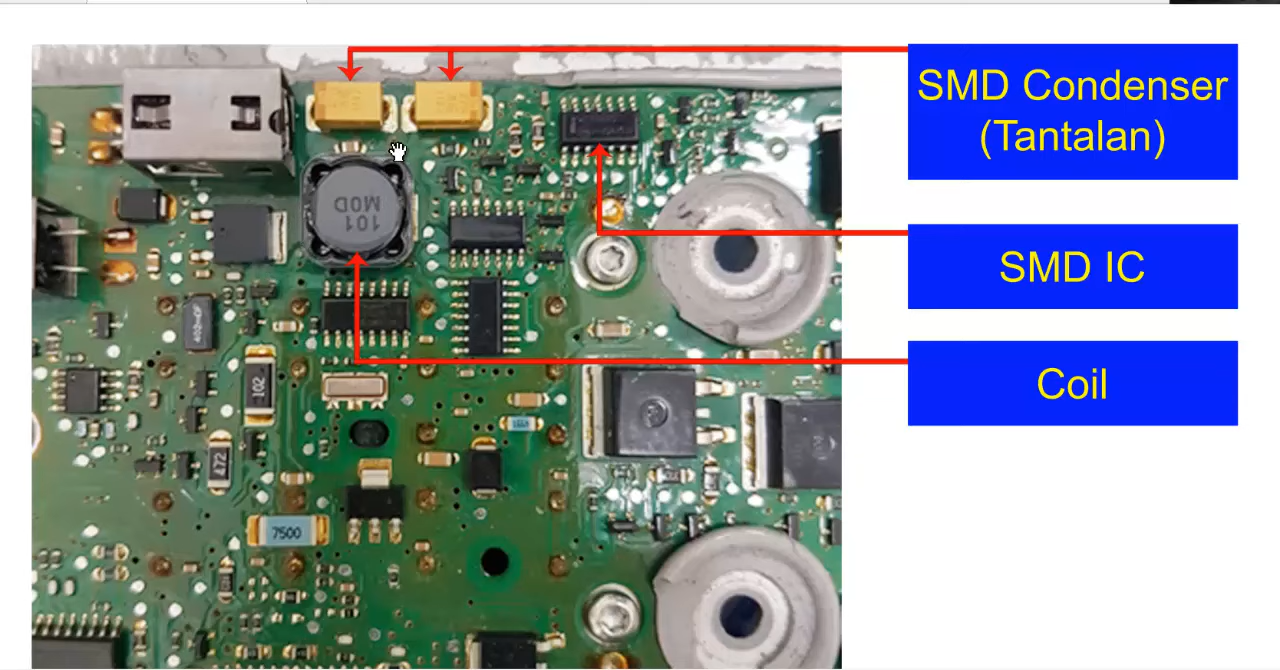 SMD Condenser
(Tantalan)
SMD IC
101
M0D
Coil
102
472
7500